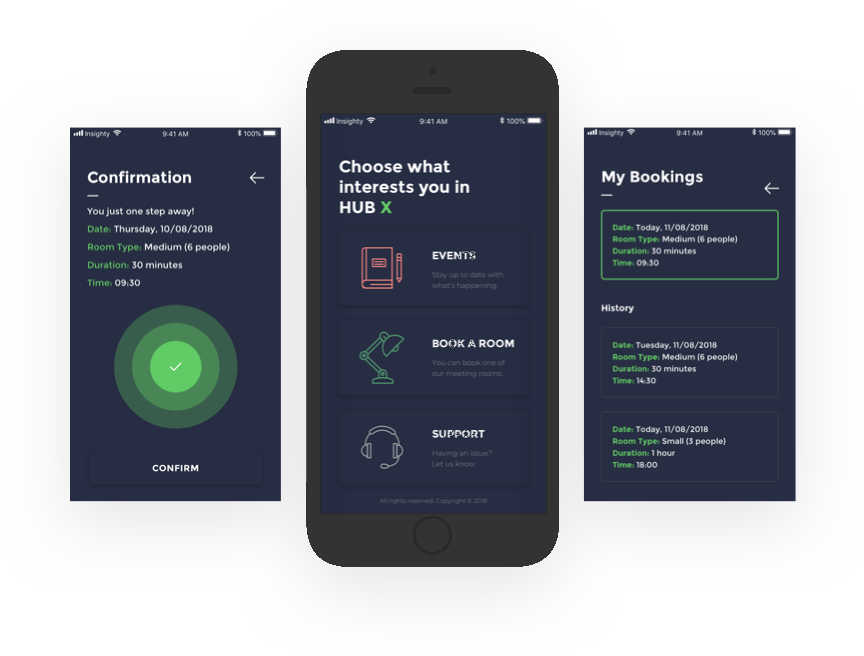 Insighty
9:41 AM
100%
Confirmation
You just one step away!
Date: Thursday, 10/08/2018
Room Type: Medium (6 people)
Duration: 30 minutes
Time: 09:30
CONFIRM
Insighty
9:41 AM
100%
Choose what
interests you in
HUB X
EVENTS
Stay up to date with
what's happening.
BOOK A ROOM
You can book one of
our meeting rooms.
SUPPORT
Having an issue?
Let us know.
All rights reserved. Copyright © 2018
Insighty
9:41 AM
100%
My Bookings
Date: Today, 11/08/2018
Room Type: Medium (6 people)
Duration: 30 minutes
Time: 09:30
History
Date: Tuesday, 11/08/2018
Room Type: Medium (6 people)
Duration: 30 minutes
Time: 14:30
Date: Today, 11/08/2018
Room Type: Small (3 people)
Duration: 1 hour
Time: 18:00